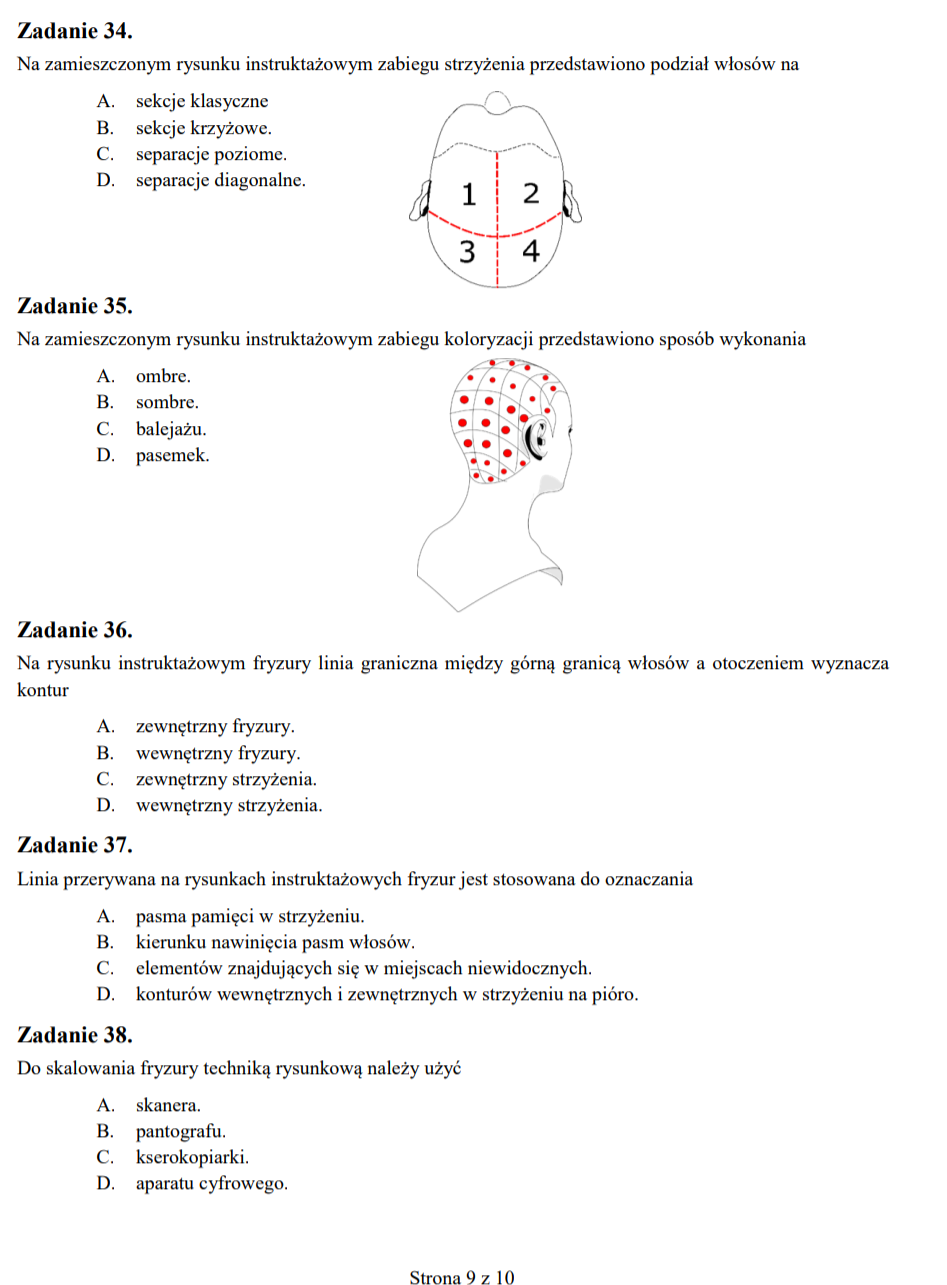 Zadanie 34.
Na zamieszczonym rysunku instruktażowym zabiegu strzyżenia przedstawiono podział włosów na
A. sekcje klasyczne
B. sekcje krzyżowe.
C. separacje poziome.
D. separacje diagonalne.
1 2
3 4
Zadanie 35.
Na zamieszczonym rysunku instruktażowym zabiegu koloryzacji przedstawiono sposób wykonania
A. ombre.
B. sombre.
C. balejażu.
D. pasemek.
Zadanie 36.
Na rysunku instruktażowym fryzury linia graniczna między górną granicą włosów a otoczeniem wyznacza
kontur
A. zewnętrzny fryzury.
B. wewnętrzny fryzury.
C. zewnętrzny strzyżenia.
D. wewnętrzny strzyżenia.
Zadanie 37.
Linia przerywana na rysunkach instruktażowych fryzur jest stosowana do oznaczania
A. pasma pamięci w strzyżeniu.
B. kierunku nawinięcia pasm włosów.
C. elementów znajdujących się w miejscach niewidocznych.
D. konturów wewnętrznych i zewnętrznych w strzyżeniu na pióro.
Zadanie 38.
Do skalowania fryzury techniką rysunkową należy użyć
A. skanera.
B. pantografu.
C. kserokopiarki.
D. aparatu cyfrowego.
Strona 9 z 10